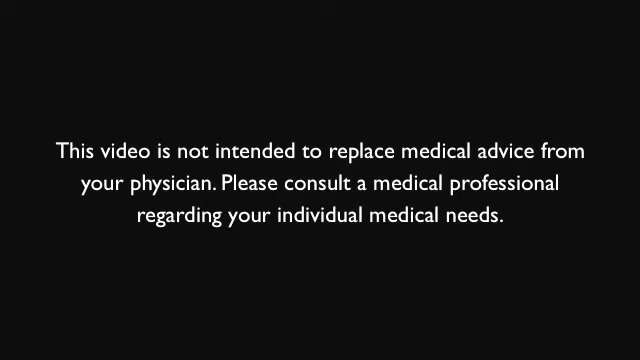 This video is not intended to replace medical advice from
your physician. Please consult a medical professional
regarding your individual medical needs.